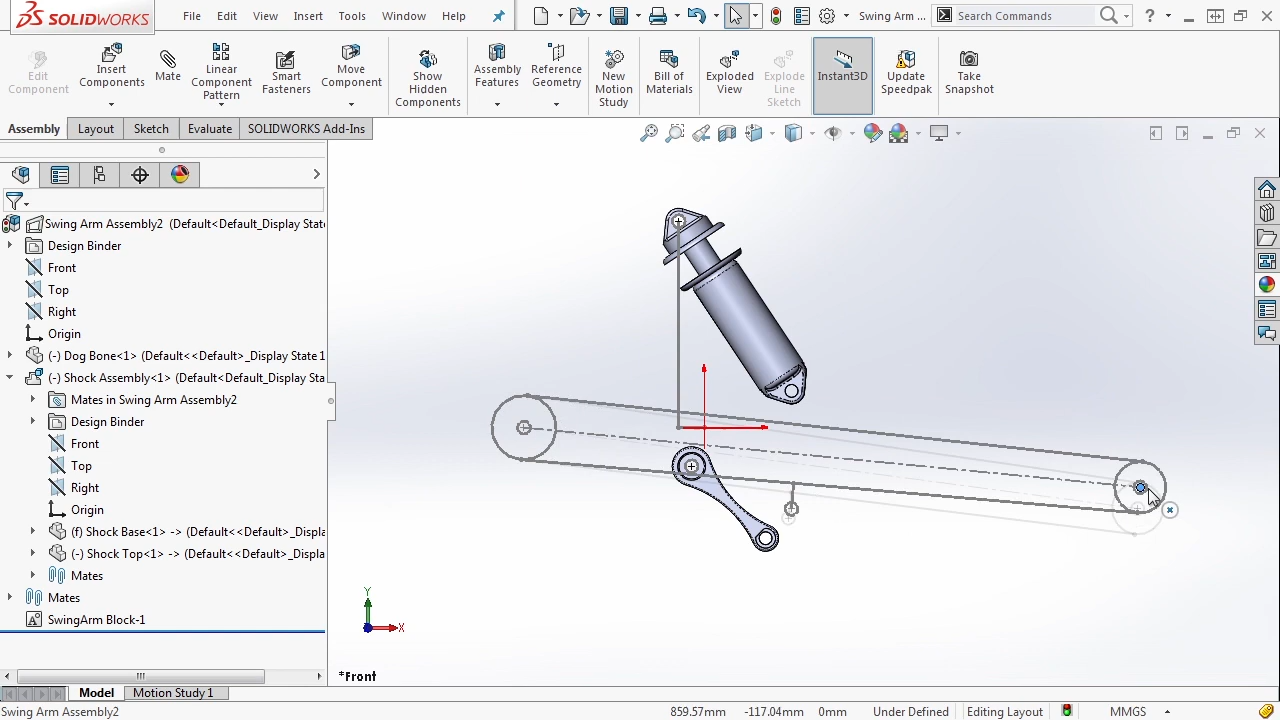 SOLIDWORKS File Edit View Insert Tools Window Help Swing Arm ... Search Commands ?
Edit Component
Insert Components
Mate
Linear Component Pattern
Smart Fasteners
Move Component
Show Hidden Components
Assembly Features
Reference Geometry
New Motion Study
Bill of Materials
Exploded View
Explode Line Sketch
Instant3D
Update Speedpak
Take Snapshot
Assembly Layout Sketch Evaluate SOLIDWORKS Add-Ins
Swing Arm Assembly2 (Default<Default_Display Stat
Design Binder
Front
Top
Right
Origin
(-) Dog Bone<1> (Default<<Default>_Display State 1
(-) Shock Assembly<1> (Default<Default_Display Sta
Mates in Swing Arm Assembly2
Design Binder
Front
Top
Right
Origin
(f) Shock Base<1> -> (Default<<Default>_Displa
(-) Shock Top<1> -> (Default<<Default>_Displa
Mates
Mates
SwingArm Block-1
Y
X
*Front
Model Motion Study 1
Swing Arm Assembly2 859.57mm -117.04mm 0mm Under Defined Editing Layout MMGS